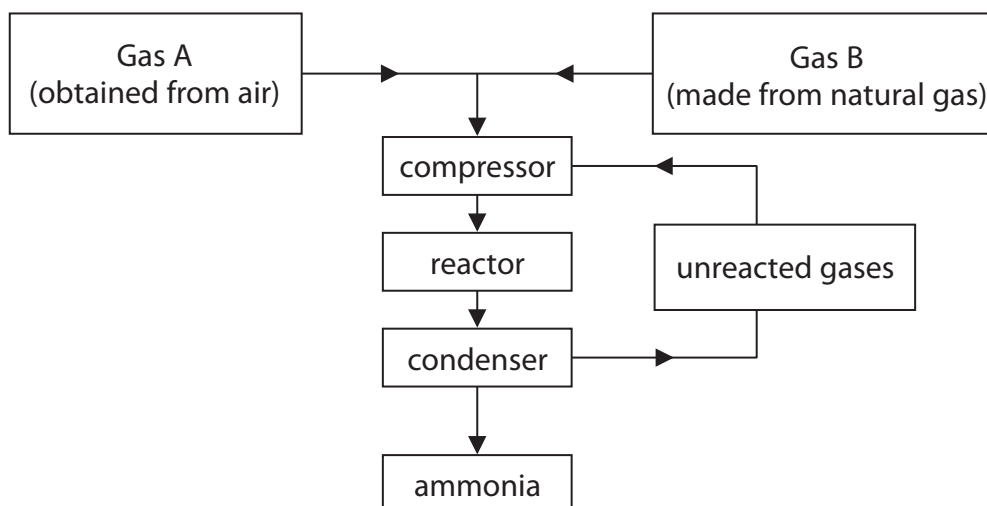 Gas A
(obtained from air)
Gas B
(made from natural gas)
compressor
reactor
unreacted gases
condenser
ammonia